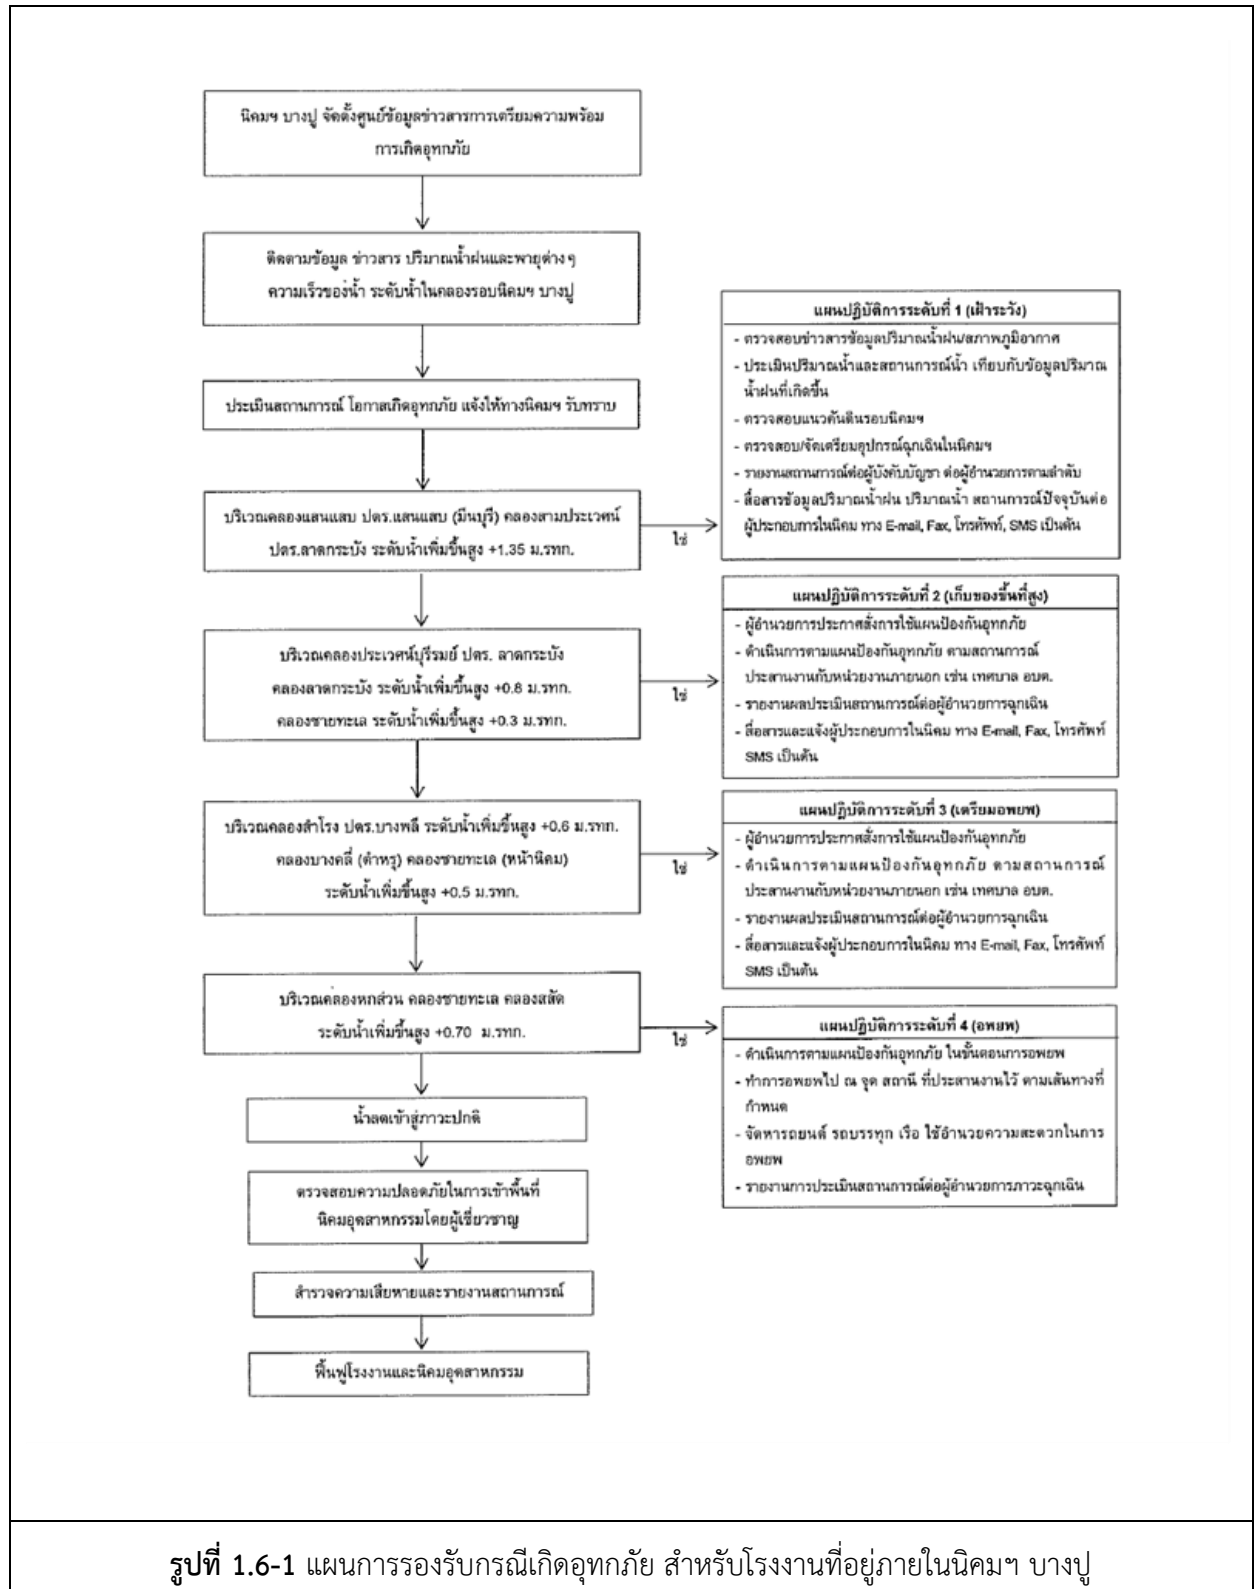 นิคมฯ บางปู จัดตั้งศูนย์ข้อมูลข่าวสารการเตรียมความพร้อม
การเกิดอุทกภัย
ติดตามข้อมูล ข่าวสาร ปริมาณน้ำฝนและพายุต่าง ๆ
ความเร็วของน้ำ ระดับน้ำในคลองรอบนิคมฯ บางปู
ประเมินสถานการณ์ โอกาสเกิดอุทกภัย แจ้งให้ทางนิคมฯ รับทราบ
บริเวณคลองแสนแสบ ปตร.แสนแสบ (มีนบุรี) คลองสามประเวศน์
ปตร.ลาดกระบัง ระดับน้ำเพิ่มขึ้นสูง +1.35 ม.รทก.
ใช่
แผนปฏิบัติการระดับที่ 1 (เฝ้าระวัง)
- ตรวจสอบข่าวสารข้อมูลปริมาณน้ำฝน/สภาพภูมิอากาศ
- ประเมินปริมาณน้ำและสถานการณ์น้ำ เทียบกับข้อมูลปริมาณ
น้ำฝนที่เกิดขึ้น
- ตรวจสอบแนวคันดินรอบนิคมฯ
- ตรวจสอบ/จัดเตรียมอุปกรณ์ฉุกเฉินในนิคมฯ
- รายงานสถานการณ์ต่อผู้บังคับบัญชา ต่อผู้อำนวยการตามลำดับ
- สื่อสารข้อมูลปริมาณน้ำฝน ปริมาณน้ำ สถานการณ์ปัจจุบันต่อ
ผู้ประกอบการในนิคม ทาง E-mail, Fax, โทรศัพท์, SMS เป็นต้น
บริเวณคลองประเวศน์บุรีรมย์ ปตร. ลาดกระบัง
คลองลาดกระบัง ระดับน้ำเพิ่มขึ้นสูง +0.8 ม.รทก.
คลองชายทะเล ระดับน้ำเพิ่มขึ้นสูง +0.3 ม.รทก.
ใช่
แผนปฏิบัติการระดับที่ 2 (เก็บของขึ้นที่สูง)
- ผู้อำนวยการประกาศสั่งการใช้แผนป้องกันอุทกภัย
- ดำเนินการตามแผนป้องกันอุทกภัย ตามสถานการณ์
ประสานงานกับหน่วยงานภายนอก เช่น เทศบาล อบต.
- รายงานผลประเมินสถานการณ์ต่อผู้อำนวยการฉุกเฉิน
- สื่อสารและแจ้งผู้ประกอบการในนิคม ทาง E-mail, Fax, โทรศัพท์
SMS เป็นต้น
บริเวณคลองสำโรง ปตร.บางพลี ระดับน้ำเพิ่มขึ้นสูง +0.6 ม.รทก.
คลองบางคลี่ (ตำหรุ) คลองชายทะเล (หน้านิคม)
ระดับน้ำเพิ่มขึ้นสูง +0.5 ม.รทก.
ใช่
แผนปฏิบัติการระดับที่ 3 (เตรียมอพยพ)
- ผู้อำนวยการประกาศสั่งการใช้แผนป้องกันอุทกภัย
- ดำเนินการตามแผนป้องกันอุทกภัย ตามสถานการณ์
ประสานงานกับหน่วยงานภายนอก เช่น เทศบาล อบต.
- รายงานผลประเมินสถานการณ์ต่อผู้อำนวยการฉุกเฉิน
- สื่อสารและแจ้งผู้ประกอบการในนิคม ทาง E-mail, Fax, โทรศัพท์
SMS เป็นต้น
บริเวณคลองหกส่วน คลองชายทะเล คลองสลัด
ระดับน้ำเพิ่มขึ้นสูง +0.70 ม.รทก.
ใช่
แผนปฏิบัติการระดับที่ 4 (อพยพ)
- ดำเนินการตามแผนป้องกันอุทกภัย ในขั้นตอนการอพยพ
- ทำการอพยพไป ณ จุด สถานี ที่ประสานงานไว้ ตามเส้นทางที่
กำหนด
- จัดหารถยนต์ รถบรรทุก เรือ ใช้อำนวยความสะดวกในการ
อพยพ
- รายงานการประเมินสถานการณ์ต่อผู้อำนวยการภาวะฉุกเฉิน
น้ำลดเข้าสู่ภาวะปกติ
ตรวจสอบความปลอดภัยในการเข้าพื้นที่
นิคมอุตสาหกรรมโดยผู้เชี่ยวชาญ
สำรวจความเสียหายและรายงานสถานการณ์
ฟื้นฟูโรงงานและนิคมอุตสาหกรรม
รูปที่ 1.6-1 แผนการรองรับกรณีเกิดอุทกภัย สำหรับโรงงานที่อยู่ภายในนิคมฯ บางปู